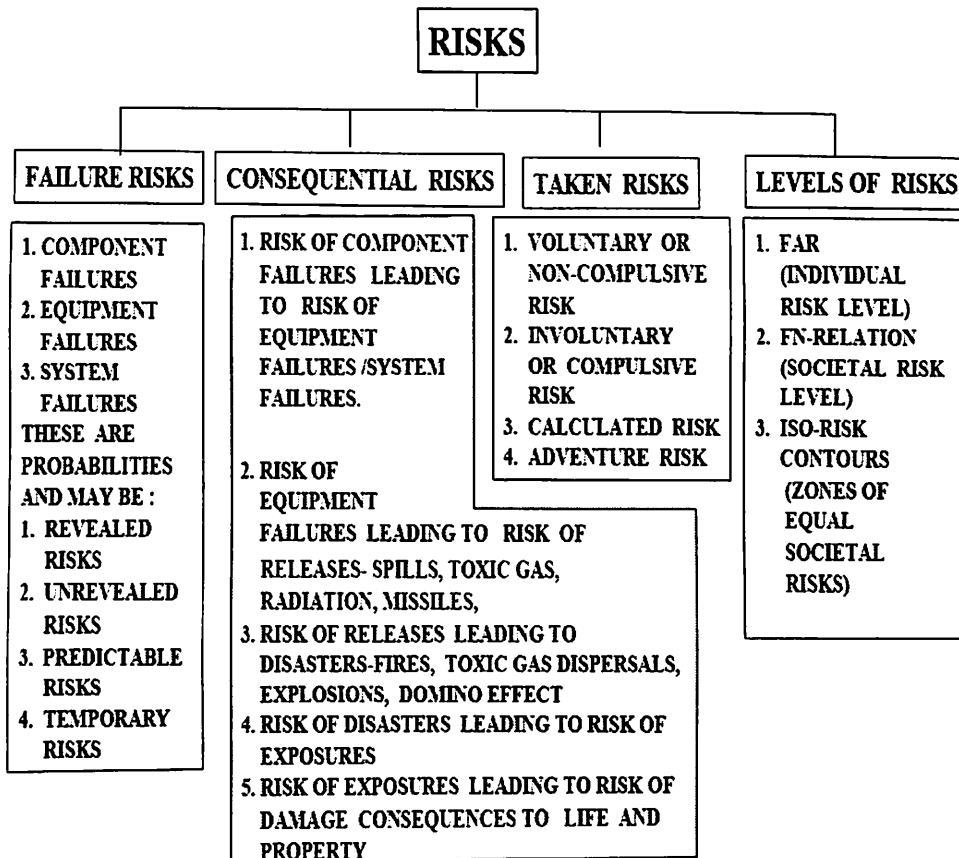 RISKS
FAILURE RISKS
1. COMPONENT
FAILURES
2. EQUIPMENT
FAILURES
3. SYSTEM
FAILURES
THESE ARE
PROBABILITIES
AND MAY BE :
1. REVEALED
RISKS
2. UNREVEALED
RISKS
3. PREDICTABLE
RISKS
4. TEMPORARY
RISKS
CONSEQUENTIAL RISKS
1. RISK OF COMPONENT
FAILURES LEADING
TO RISK OF
EQUIPMENT
FAILURES /SYSTEM
FAILURES.
2. RISK OF
EQUIPMENT
FAILURES LEADING TO RISK OF
RELEASES- SPILLS, TOXIC GAS,
RADIATION, MISSILES,
3. RISK OF RELEASES LEADING TO
DISASTERS-FIRES, TOXIC GAS DISPERSALS,
EXPLOSIONS, DOMINO EFFECT
4. RISK OF DISASTERS LEADING TO RISK OF
EXPOSURES
5. RISK OF EXPOSURES LEADING TO RISK OF
DAMAGE CONSEQUENCES TO LIFE AND
PROPERTY
TAKEN RISKS
1. VOLUNTARY OR
NON-COMPULSIVE
RISK
2. INVOLUNTARY
OR COMPULSIVE
RISK
3. CALCULATED RISK
4. ADVENTURE RISK
LEVELS OF RISKS
1. FAR
(INDIVIDUAL
RISK LEVEL)
2. FN-RELATION
(SOCIETAL RISK
LEVEL)
3. ISO-RISK
CONTOURS
(ZONES OF
EQUAL
SOCIETAL
RISKS)